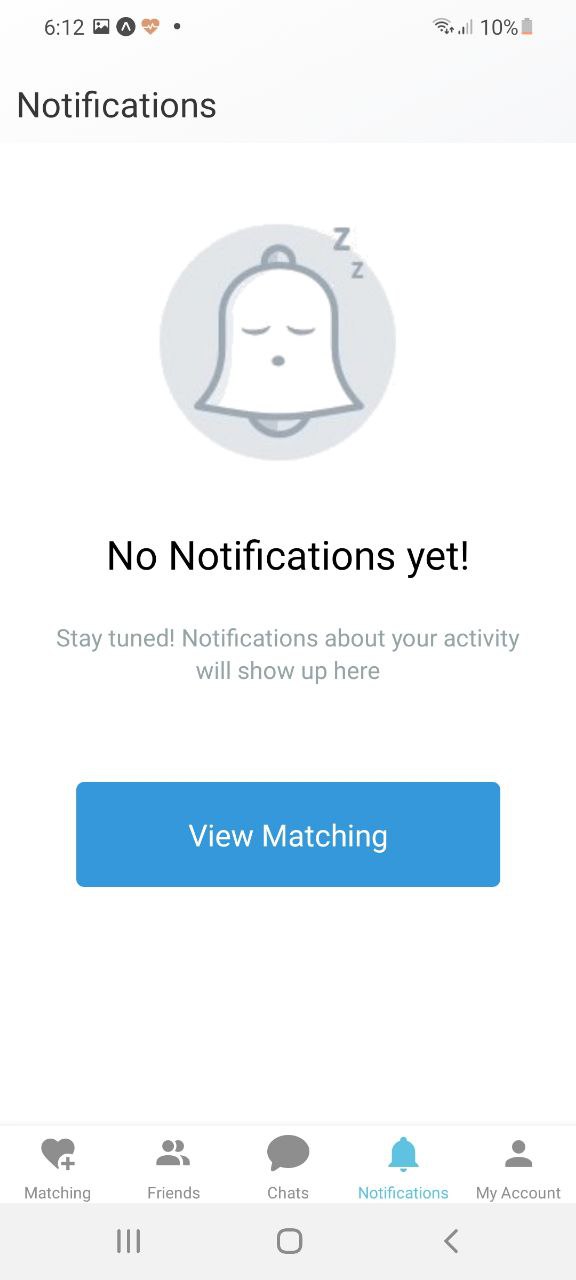 6:12
10%
Notifications
z
z
No Notifications yet!
Stay tuned! Notifications about your activity
will show up here
View Matching
Matching
Friends
Chats
Notifications
My Account